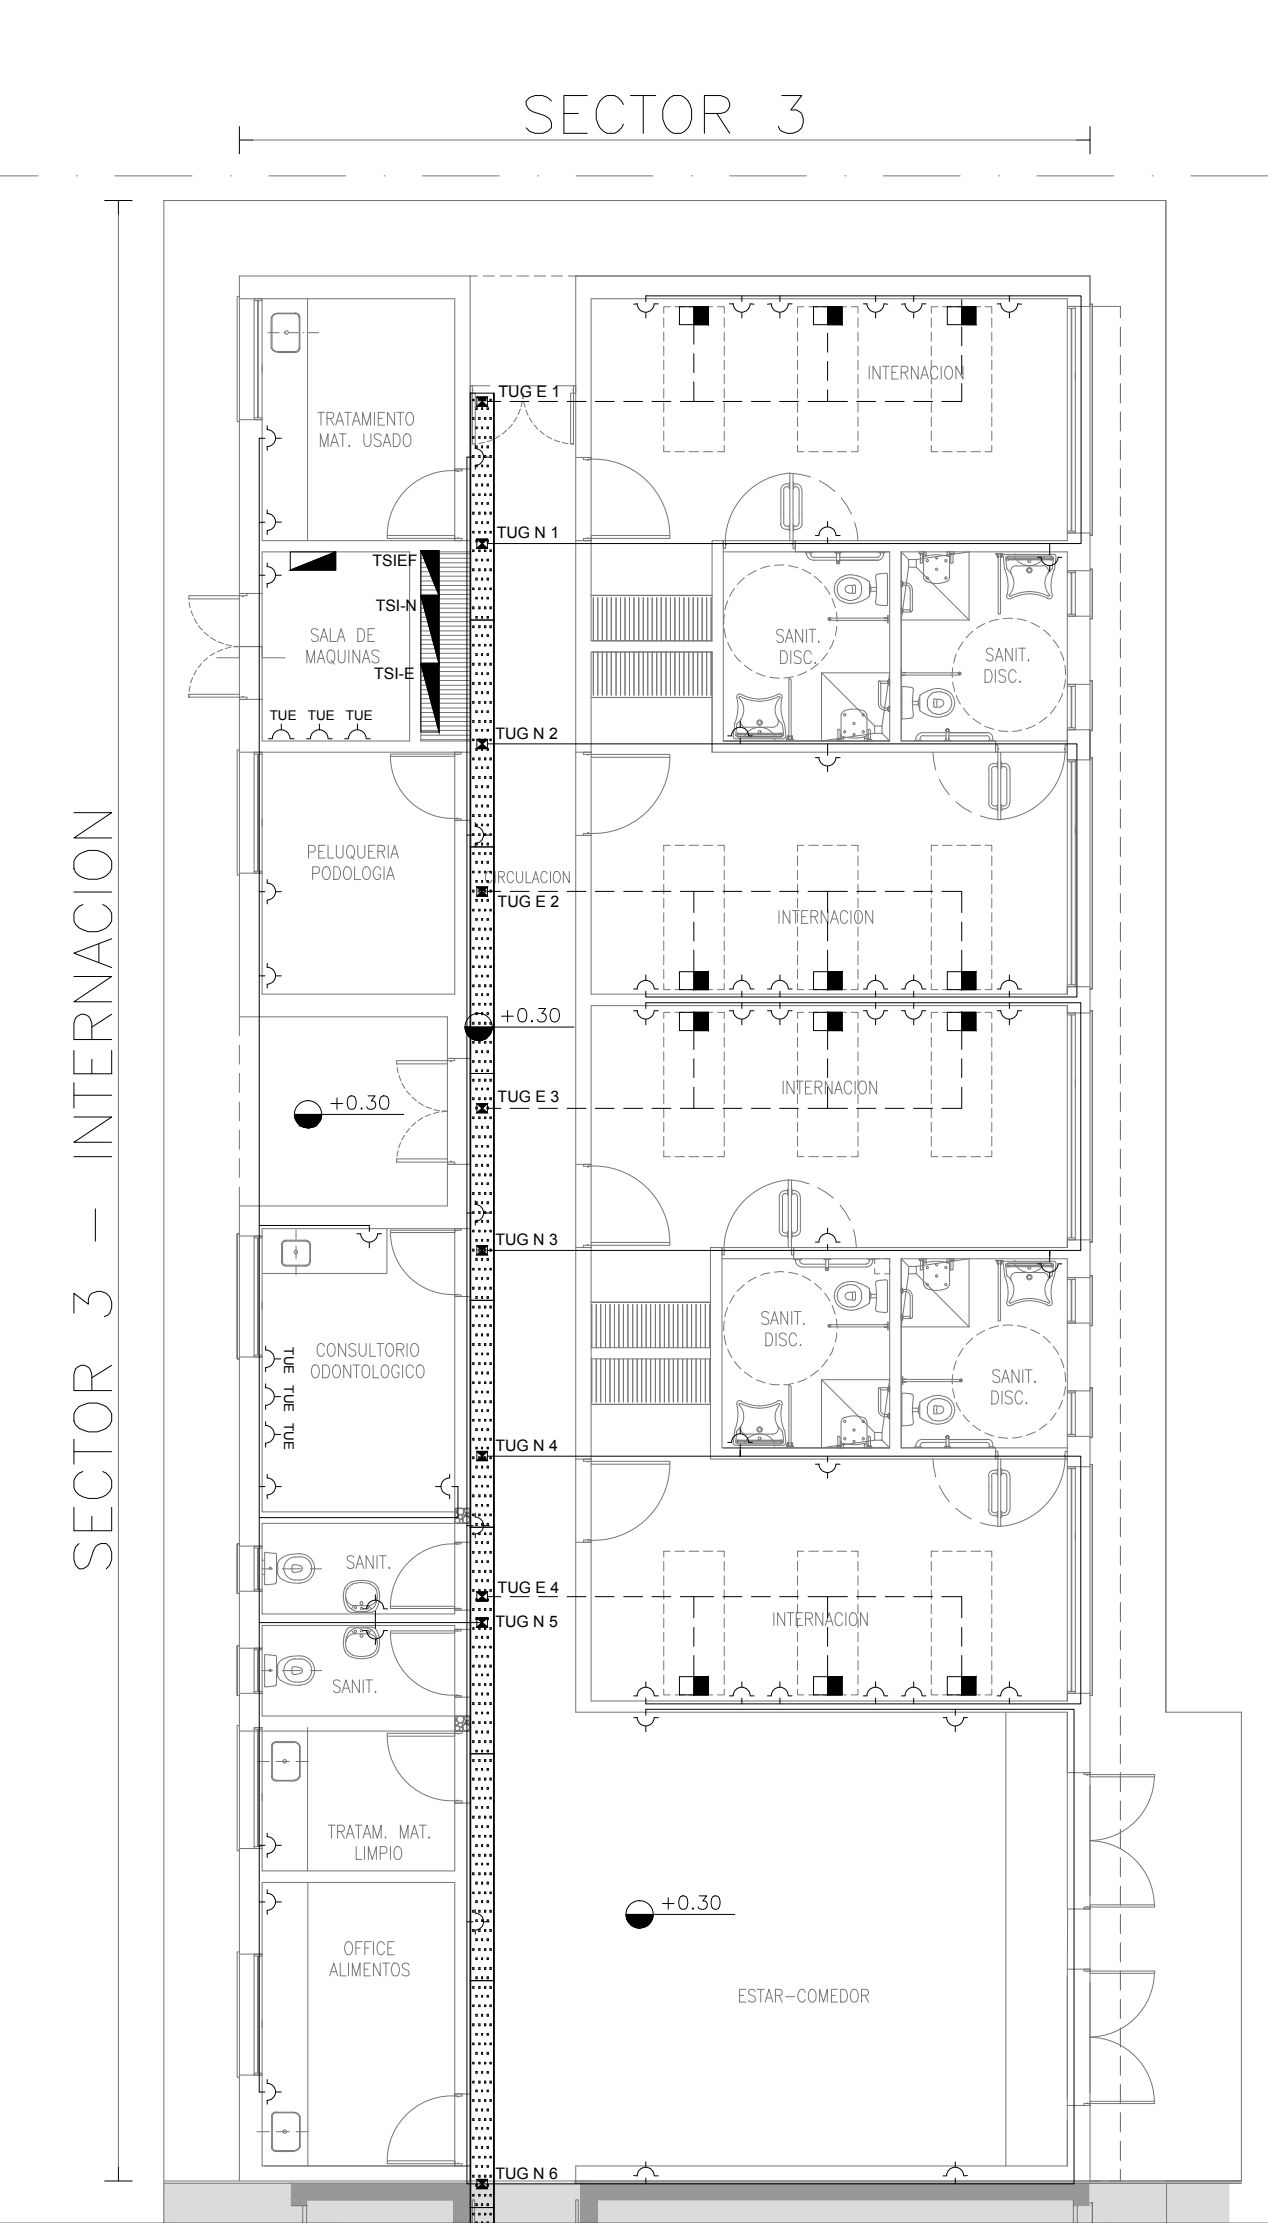 SECTOR 3
SECTOR 3 — INTERNACION
TUG E 1
INTERNACION
TRATAMIENTO
MAT. USADO
TUG N 1
TSIEF
TSI-N
SALA DE
MAQUINAS
TSI-E
SANIT.
DISC.
SANIT.
DISC.
TUE TUE TUE
TUG N 2
PELUQUERIA
PODOLOGIA
CIRCULACION
TUG E 2
INTERNACION
+0.30
+0.30
TUG E 3
INTERNACION
TUG N 3
CONSULTORIO
ODONTOLOGICO
TUE
TUE
TUE
SANIT.
DISC.
SANIT.
DISC.
TUG N 4
SANIT.
TUG E 4
TUG N 5
INTERNACION
SANIT.
TRATAM. MAT.
LIMPIO
+0.30
OFFICE
ALIMENTOS
ESTAR-COMEDOR
TUG N 6